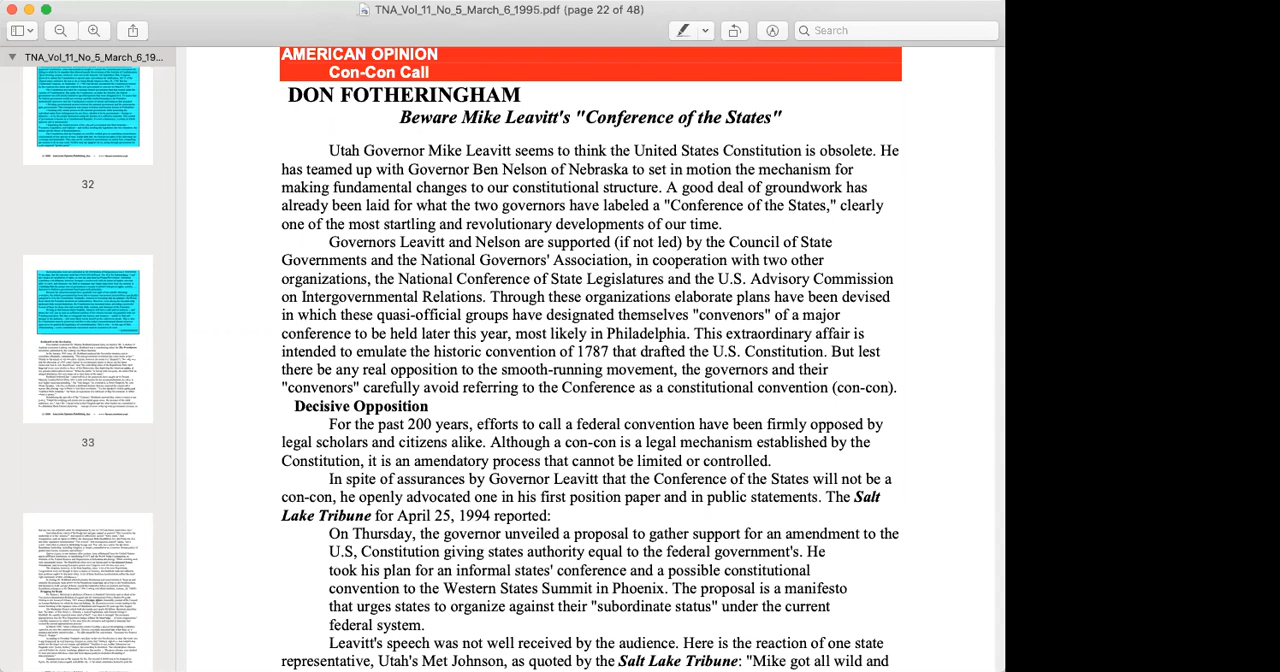 TNA_Vol_11_No_5_March_6_1995.pdf (page 22 of 48)
Search
TNA_Vol_11_No_5_March_6_19...
32
33
AMERICAN OPINION
Con-Con Call
DON FOTHERINGHAM
Beware Mike Leavitt's "Conference of the States"
Utah Governor Mike Leavitt seems to think the United States Constitution is obsolete. He
has teamed up with Governor Ben Nelson of Nebraska to set in motion the mechanism for
making fundamental changes to our constitutional structure. A good deal of groundwork has
already been laid for what the two governors have labeled a "Conference of the States," clearly
one of the most startling and revolutionary developments of our time.
Governors Leavitt and Nelson are supported (if not led) by the Council of State
Governments and the National Governors' Association, in cooperation with two other
organizations, the National Conference of State Legislatures and the U.S. Advisory Commission
on Intergovernmental Relations. Through these organizations elaborate plans have been devised
in which these quasi-official groups have designated themselves "conveners" of a major
conference to be held later this year, most likely in Philadelphia. This extraordinary affair is
intended to emulate the historic convention of 1787 that drafted the U.S. Constitution. But lest
there be any opposition to their rush-running movement, the governors and their
"conveners" carefully avoid recognizing the Conference as a constitutional convention (con-con).
Decisive Opposition
For the past 200 years, efforts to call a federal convention have been firmly opposed by
legal scholars and citizens alike. Although a con-con is a legal mechanism established by the
Constitution, it is an amendatory process that cannot be limited or controlled.
In spite of assurances by Governor Leavitt that the Conference of the States will not be a
con-con, he openly advocated one in his first position paper and in public statements. The Salt
Lake Tribune for April 25, 1994 reported:
On Thursday, the governor unveiled a proposal to gather support for an amendment to the
U.S. Constitution giving states authority equal to the federal government's. He
took his plan for an informal states' conference and a possible constitutional
convention to the western states' summit in Phoenix. The proposal is a manifesto
that urges states to organize against their "subordinate status" under the current
federal system.
His speech was well received by the audience. Here is the reaction of one state
representative, Utah's Met Johnson, as quoted by the Salt Lake Tribune: "Mike got all wild and